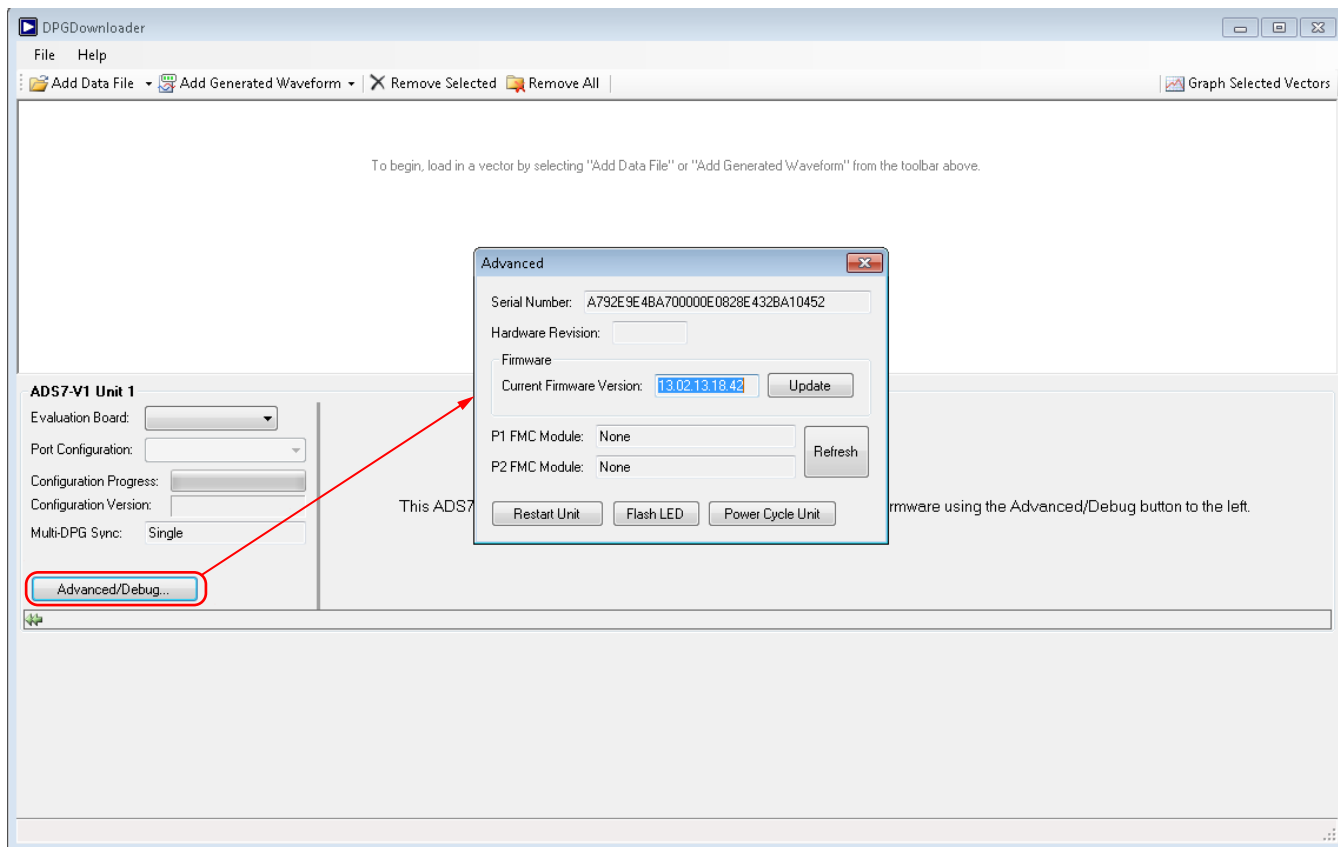 DPGDownloader
File Help
Add Data File Add Generated Waveform Remove Selected Remove All Graph Selected Vectors
To begin, load in a vector by selecting "Add Data File" or "Add Generated Waveform" from the toolbar above.
Advanced
Serial Number: A792E9E4BA700000E0828E432BA10452
Hardware Revision:
Firmware
Current Firmware Version: 13.02.13.18.42 Update
P1 FMC Module: None
P2 FMC Module: None
Refresh
Restart Unit Flash LED Power Cycle Unit
ADS7-V1 Unit 1
Evaluation Board:
Port Configuration:
Configuration Progress:
Configuration Version:
Multi-DPG Sync: Single
Advanced/Debug...
This ADS7 rmware using the Advanced/Debug button to the left.